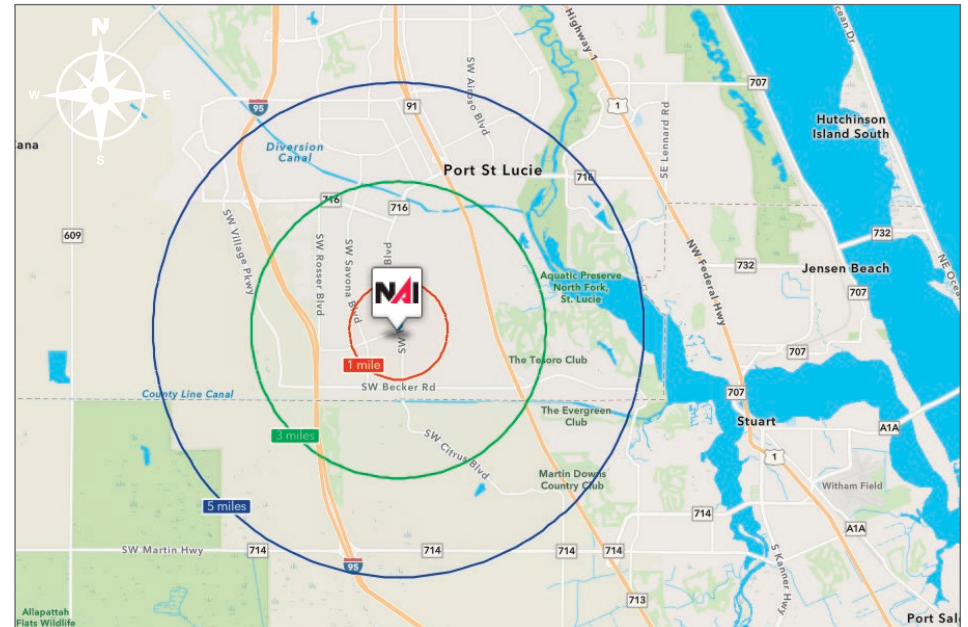 N
W
E
S
ana
Highway 1
Ocean Dr
SW Airoso Blvd
707
95
91
1
SE Lennard Rd
Hutchinson
Island South
Diversion
Canal
Port St Lucie
716
716
716
609
SW Village Pkwy
SW Rosser Blvd
SW Savona Blvd
Blvd
NW Federal Hwy
732
732
NE Ocea
Jensen Beach
Aquatic Preserve
North Fork,
St. Lucie
707
NAI
SW
1 mile
The Tesoro Club
707
SW Becker Rd
County Line Canal
707
The Evergreen
Club
Stuart
A1A
3 miles
SW Citrus Blvd
1
Martin Downs
Country Club
Witham Field
5 miles
714
A1A
SW Martin Hwy
714
714
714
714
95
S Kanner Hwy
713
Allapattah
Flats Wildlife
Port Sal